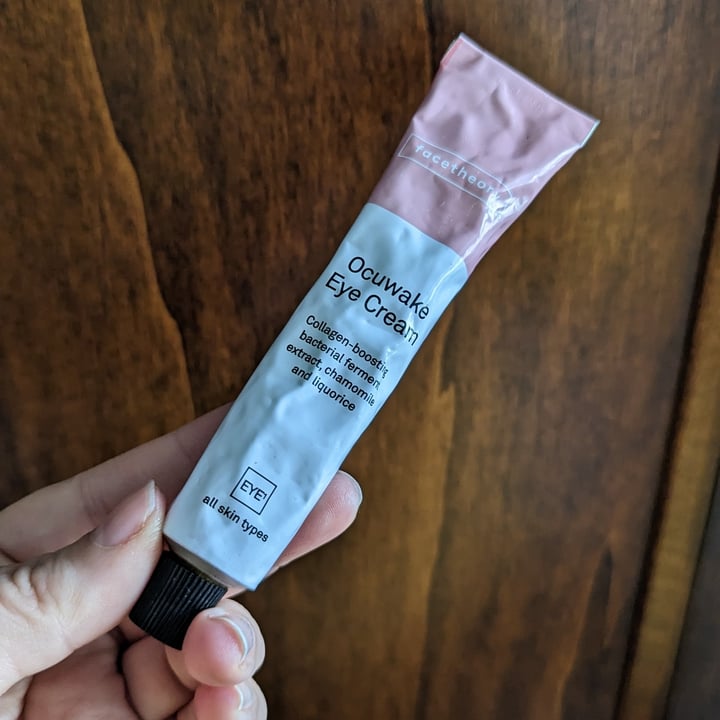 facetheory
Ocuwake
Eye Cream
Collagen-boosting
bacterial ferment
extract, chamomile
and liquorice
EYE¹
all skin types